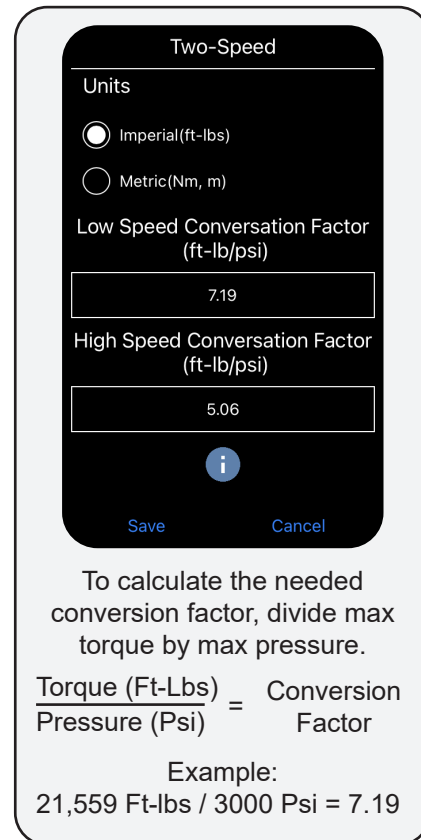 Two-Speed
Units
Imperial(ft-lbs)
Metric(Nm, m)
Low Speed Conversation Factor
(ft-lb/psi)
7.19
High Speed Conversation Factor
(ft-lb/psi)
5.06
i
Save Cancel
To calculate the needed
conversion factor, divide max
torque by max pressure.
Torque (Ft-Lbs)
Pressure (Psi)
=
Conversion
Factor
Example:
21,559 Ft-lbs / 3000 Psi = 7.19